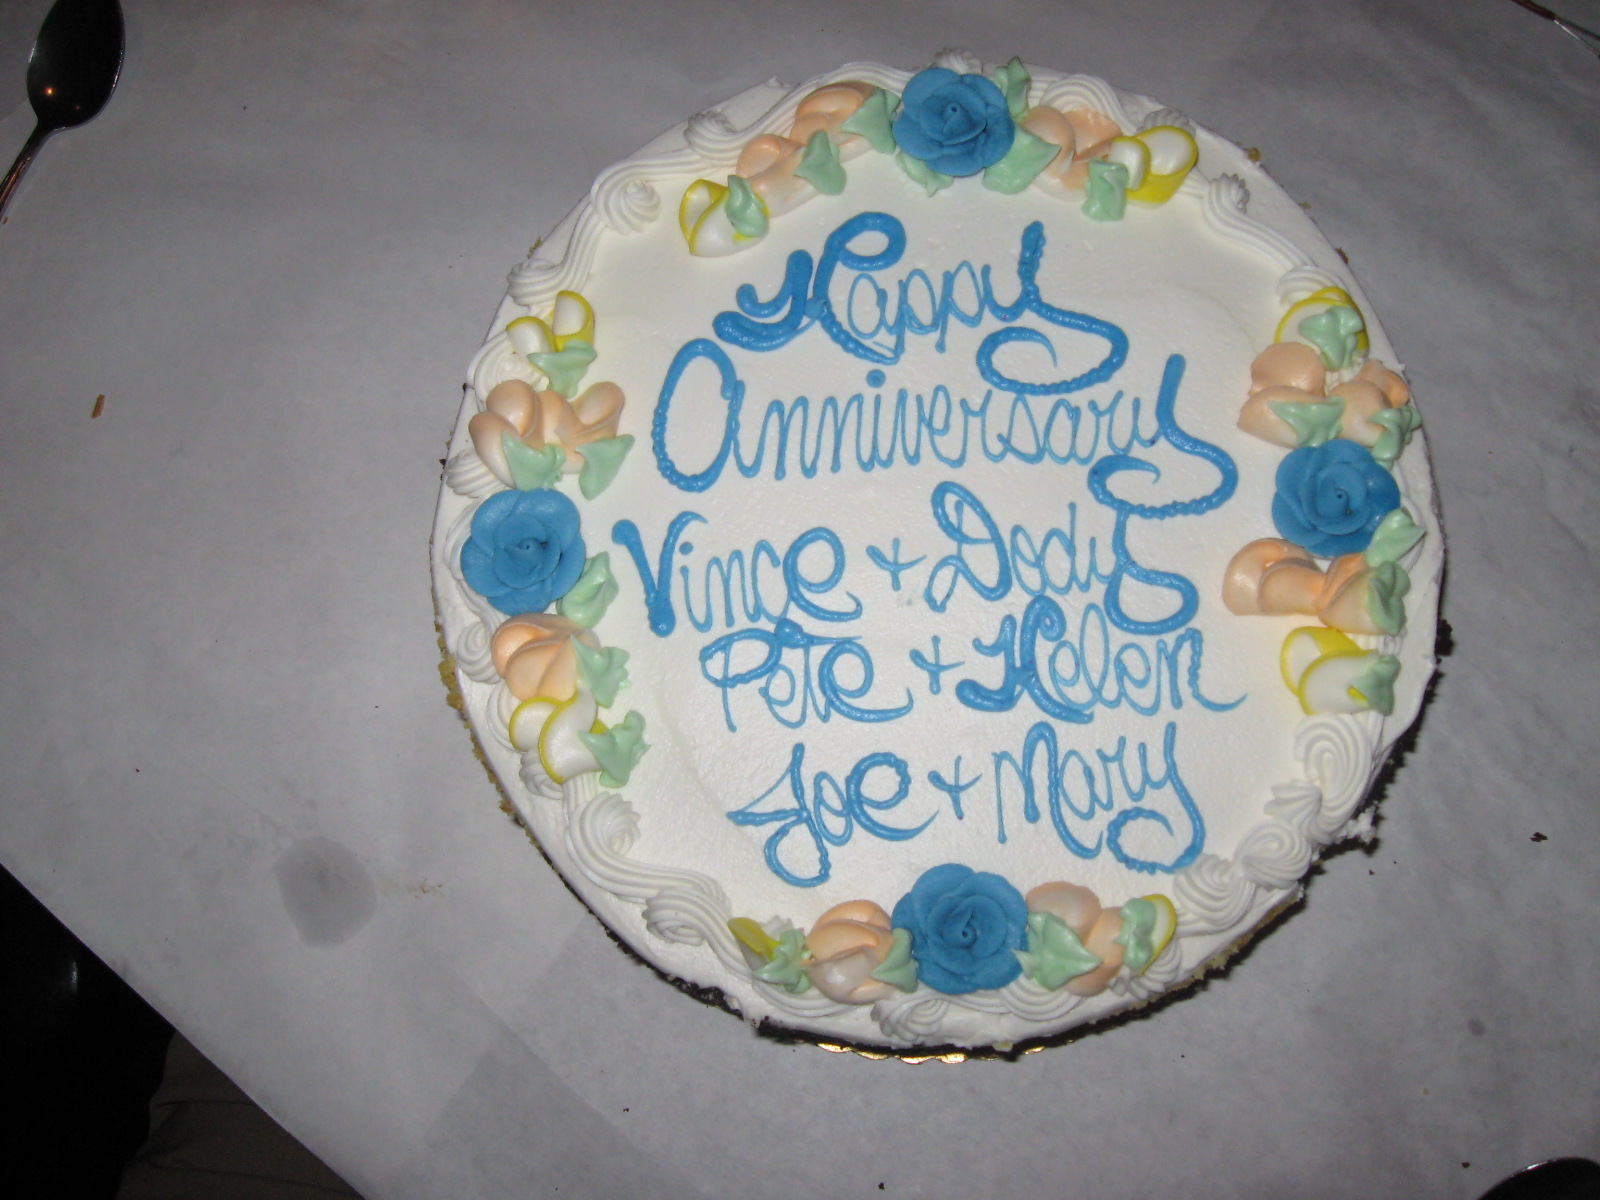 Happy
Anniversary
Vince + Dody
Pete + Helen
Joe + Mary